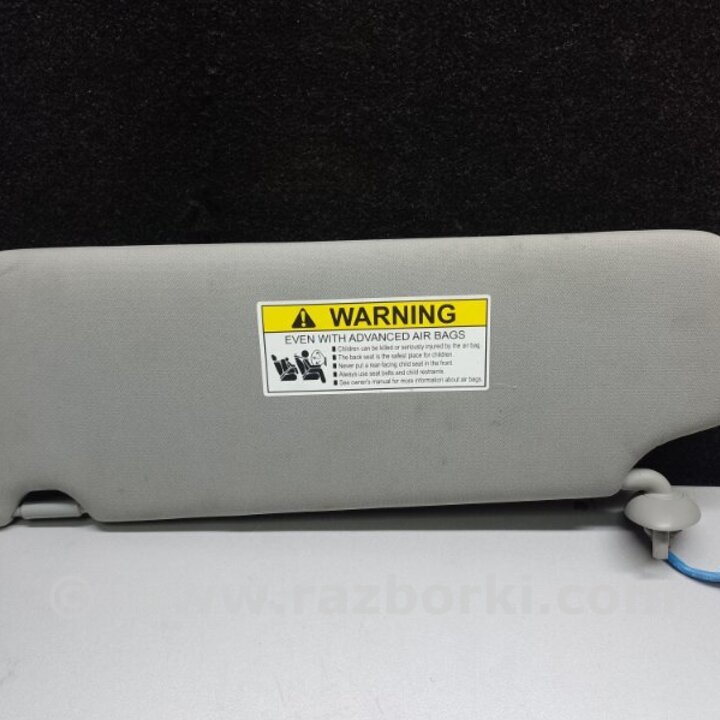 WARNING
EVEN WITH ADVANCED AIR BAGS
Children can be killed or seriously injured by the air bag.
The back seat is the safest place for children.
Never put a rear-facing child seat in the front.
Always use seat belts and child restraints.
See owner's manual for more information about air bags.
© www.razborki.com